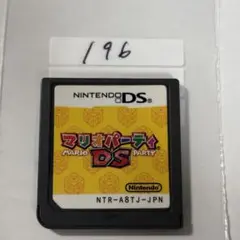 196
NINTENDO DS
マリオパーティ
MARIO DS PARTY
Nintendo
NTR-A8TJ-JPN